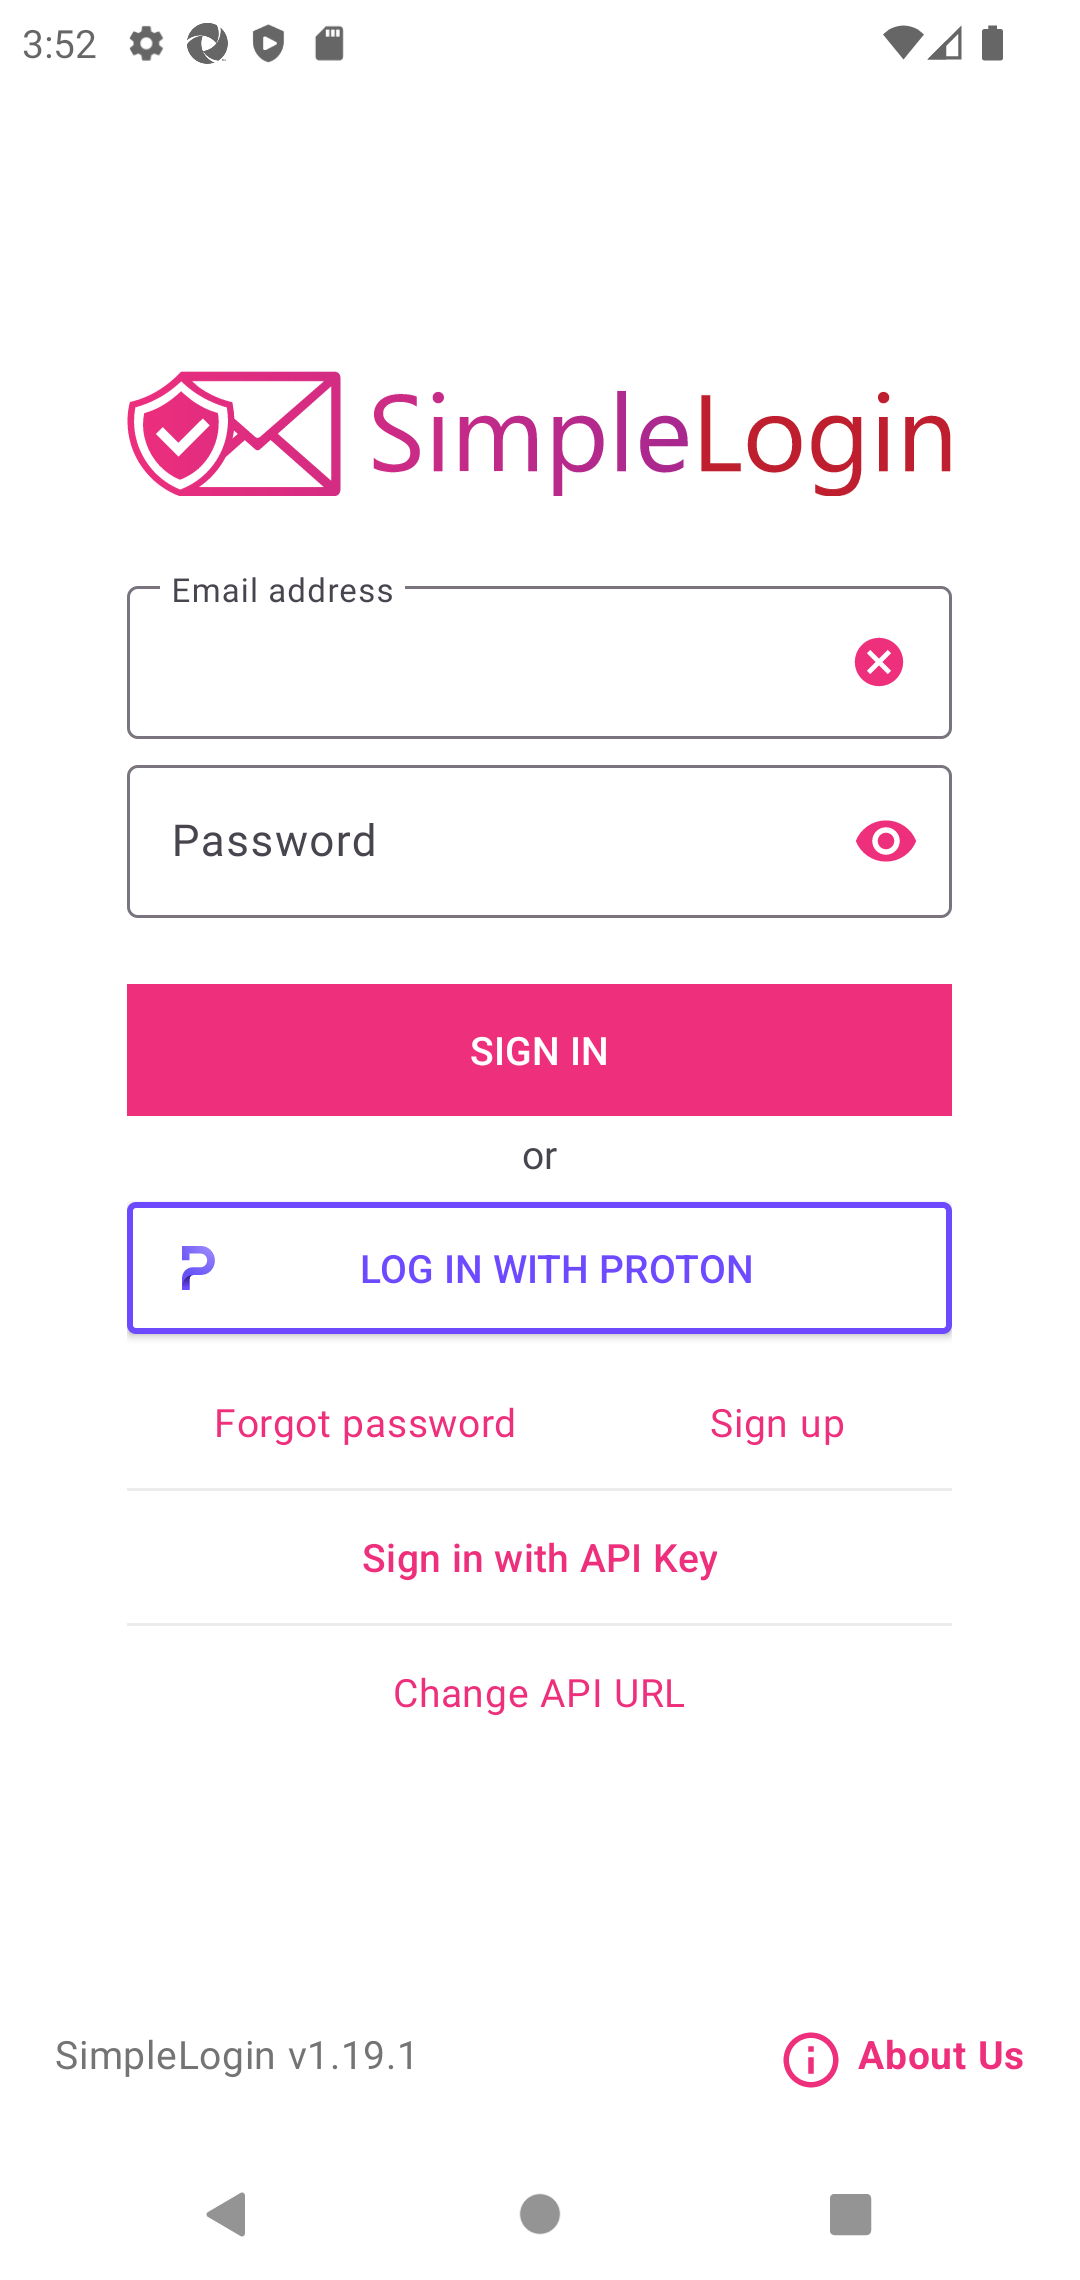 3:52
SimpleLogin
Email address
Password
SIGN IN
or
LOG IN WITH PROTON
Forgot password
Sign up
Sign in with API Key
Change API URL
SimpleLogin v1.19.1
About Us